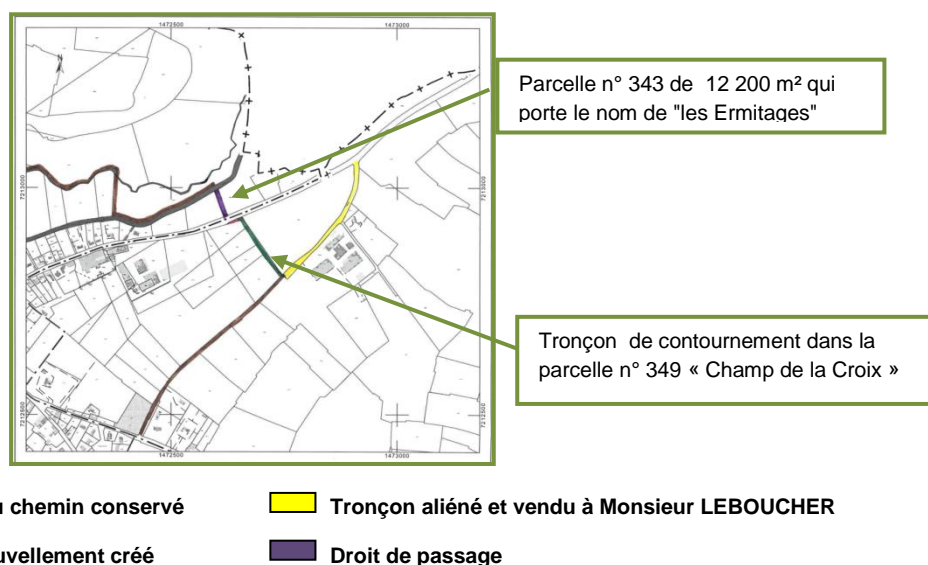 1472500 1473000
Parcelle n° 343 de 12 200 m² qui
porte le nom de "les Ermitages"
7213000 7213000
Tronçon de contournement dans la
parcelle n° 349 « Champ de la Croix »
7212500 7212500
1472500 1473000
chemin conservé
Tronçon aliéné et vendu à Monsieur LEBOUCHER
créé
Droit de passage